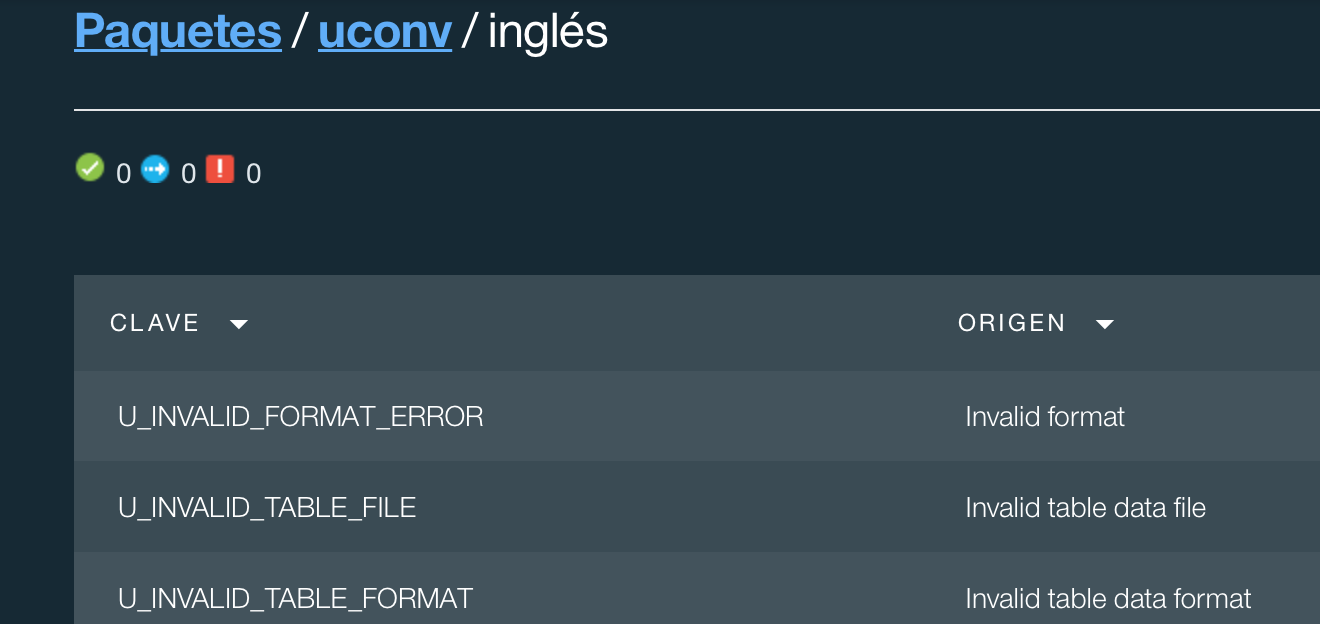 Paquetes / uconv / inglés
0 0 0
CLAVE ORIGEN
U_INVALID_FORMAT_ERROR Invalid format
U_INVALID_TABLE_FILE Invalid table data file
U_INVALID_TABLE_FORMAT Invalid table data format